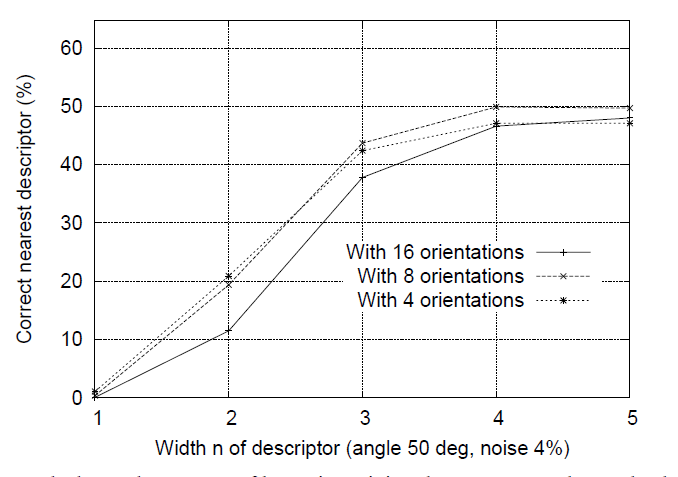 60
50
40
30
20
10
0
Correct nearest descriptor (%)
With 16 orientations
With 8 orientations
With 4 orientations
1 2 3 4 5
Width n of descriptor (angle 50 deg, noise 4%)